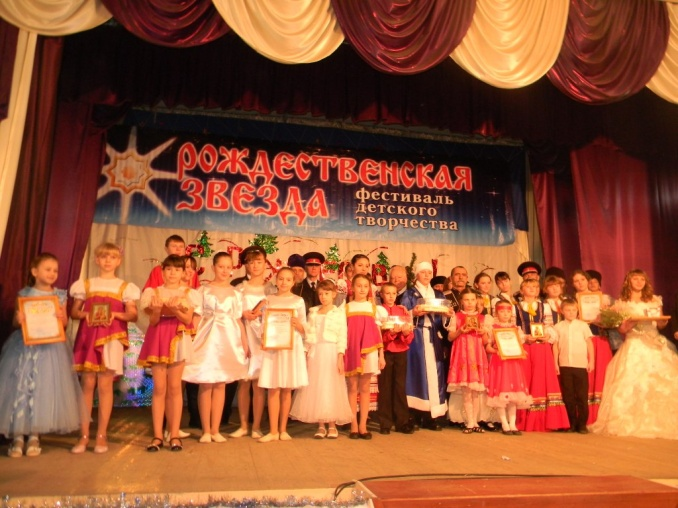 РОЖДЕСТВЕНСКАЯ
ЗВЕЗДА
фестиваль
детского
творчества